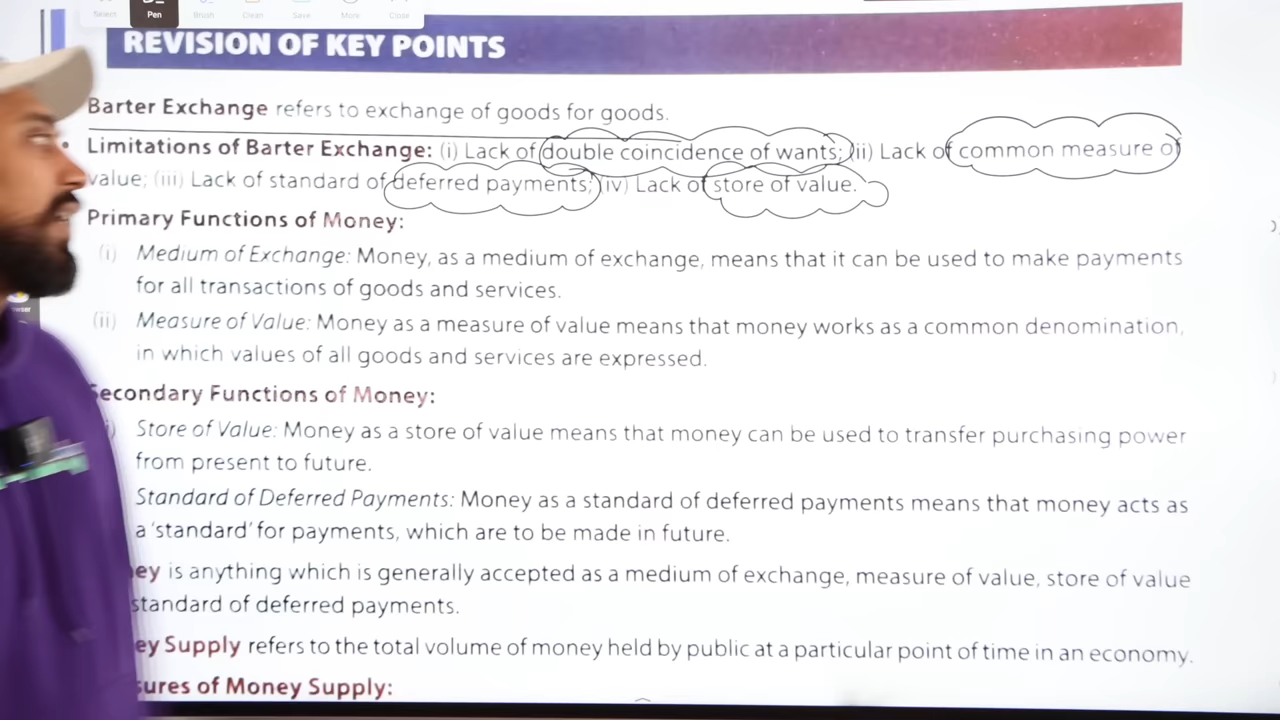 Select Pen Brush Clean Save More Close
REVISION OF KEY POINTS
Barter Exchange refers to exchange of goods for goods.
• Limitations of Barter Exchange: (i) Lack of double coincidence of wants; (ii) Lack of common measure of
value; (iii) Lack of standard of deferred payments; (iv) Lack of store of value.
Primary Functions of Money:
(i) Medium of Exchange: Money, as a medium of exchange, means that it can be used to make payments
for all transactions of goods and services.
(ii) Measure of Value: Money as a measure of value means that money works as a common denomination,
in which values of all goods and services are expressed.
Secondary Functions of Money:
Store of Value: Money as a store of value means that money can be used to transfer purchasing power
from present to future.
Standard of Deferred Payments: Money as a standard of deferred payments means that money acts as
a 'standard' for payments, which are to be made in future.
ey is anything which is generally accepted as a medium of exchange, measure of value, store of value
standard of deferred payments.
ey Supply refers to the total volume of money held by public at a particular point of time in an economy.
sures of Money Supply: